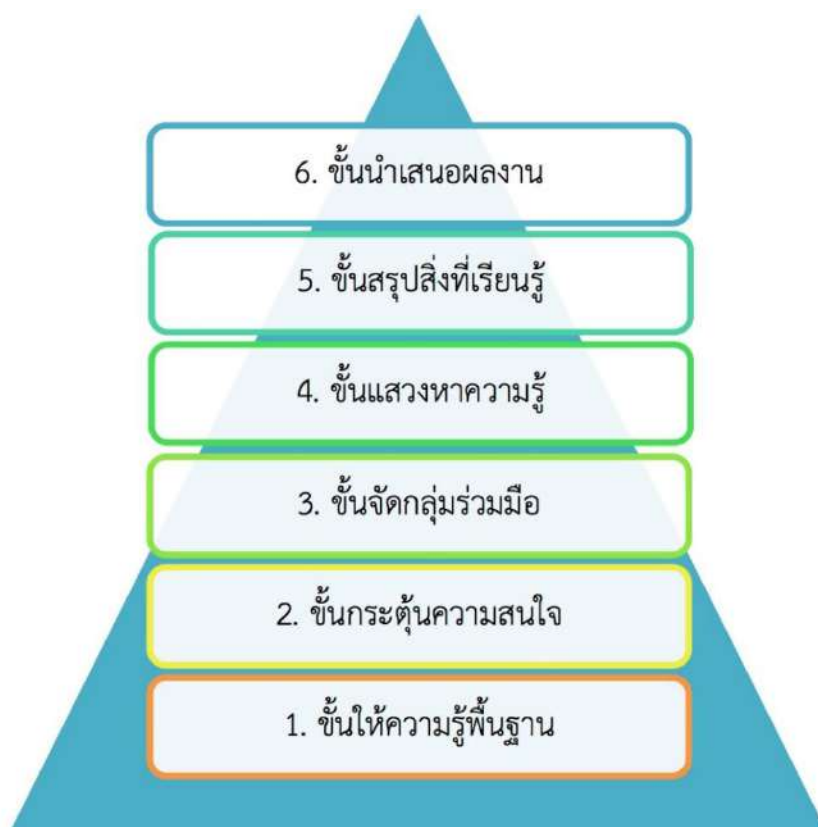 6. ขั้นนำเสนอผลงาน
5. ขั้นสรุปสิ่งที่เรียนรู้
4. ขั้นแสวงหาความรู้
3. ขั้นจัดกลุ่มร่วมมือ
2. ขั้นกระตุ้นความสนใจ
1. ขั้นให้ความรู้พื้นฐาน